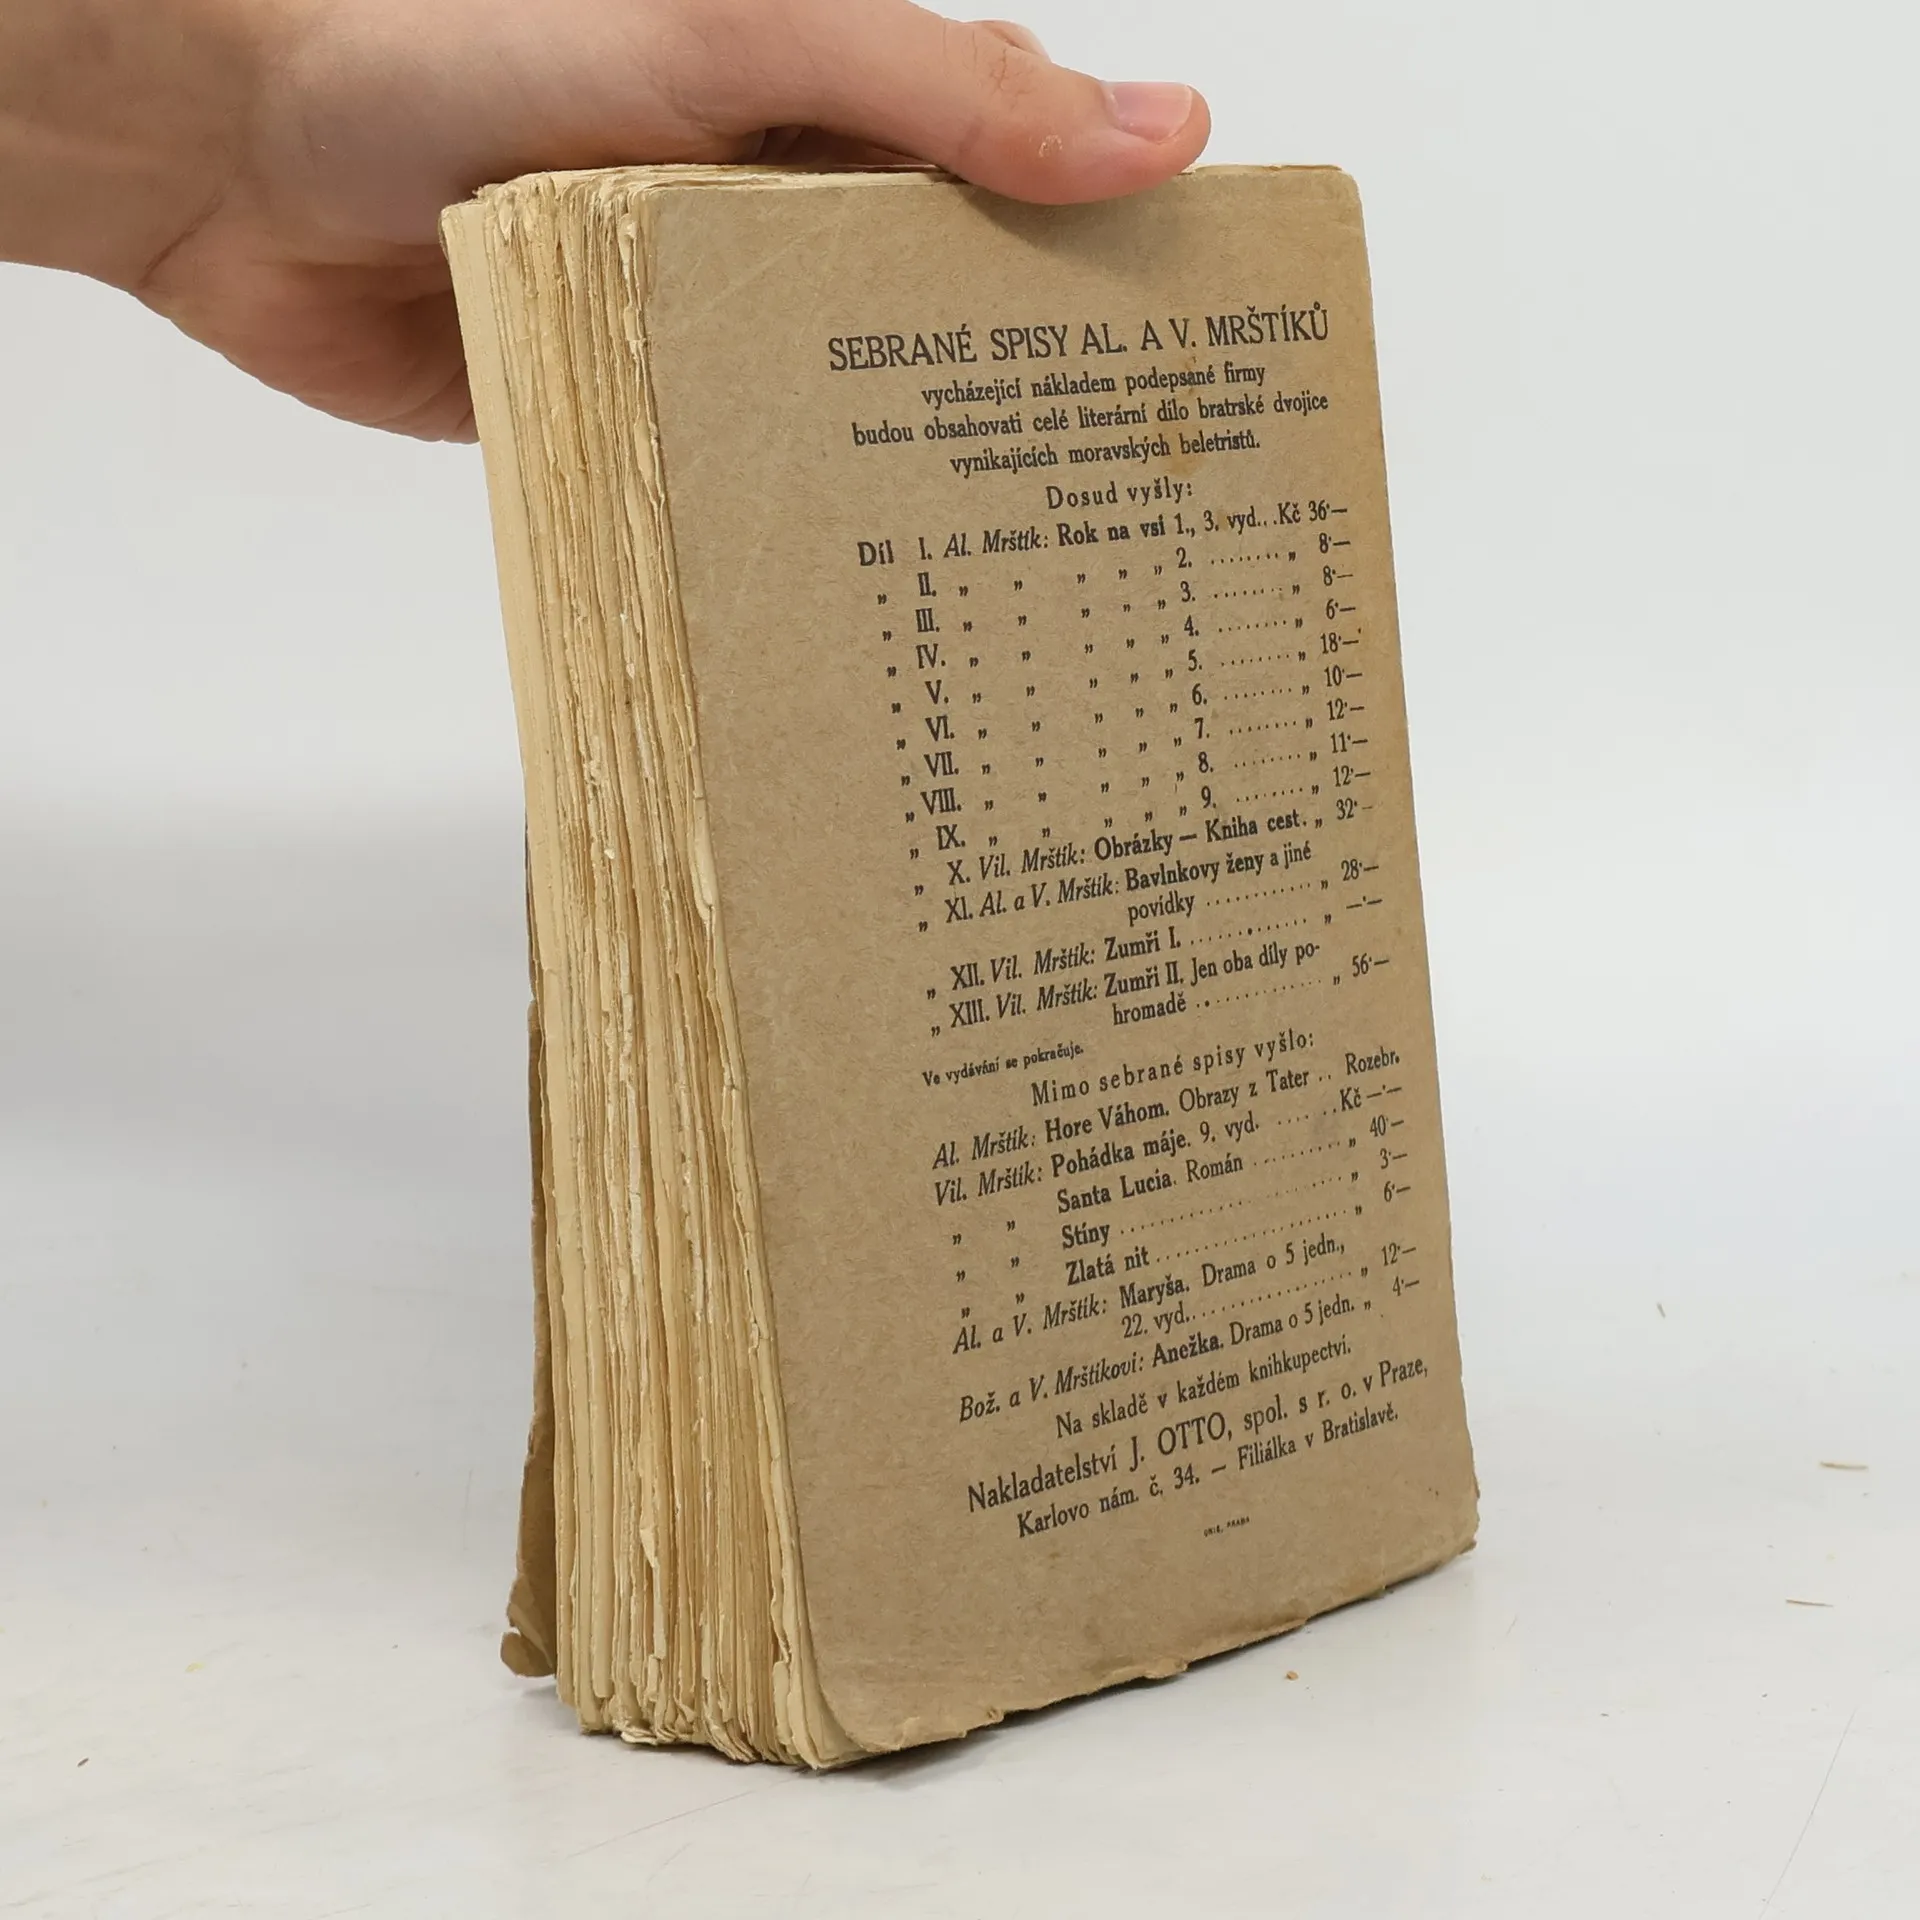 SEBRANÉ SPISY AL. A V. MRŠTÍKŮ
vycházející nákladem podepsané firmy
budou obsahovati celé literární dílo bratrské dvojice
vynikajících moravských beletristů.
Dosud vyšly:
Díl I. Al. Mrštík: Rok na vsi 1., 3. vyd. . . Kč 36·—
„ II. „ „ „ „ „ 2. ........ „ 8·—
„ III. „ „ „ „ „ 3. ........ „ 8·—
„ IV. „ „ „ „ „ 4. ........ „ 6·—
„ V. „ „ „ „ „ 5. ........ „ 18·—
„ VI. „ „ „ „ „ 6. ........ „ 10·—
„ VII. „ „ „ „ „ 7. ........ „ 12·—
„ VIII. „ „ „ „ „ 8. ........ „ 11·—
„ IX. „ „ „ „ „ 9. ........ „ 12·—
„ X. Vil. Mrštík: Obrázky — Kniha cest. „ 32·—
„ XI. Al. a V. Mrštík: Bavlnkovy ženy a jiné
povídky ............ „ 28·—
„ XII. Vil. Mrštík: Zumři I. ............ „ —·—
„ XIII. Vil. Mrštík: Zumři II. Jen oba díly po-
hromadě ............ „ 56·—
Ve vydávání se pokračuje.
Mimo sebrané spisy vyšlo:
Al. Mrštík: Hore Váhom. Obrazy z Tater .. Rozebr.
Vil. Mrštík: Pohádka máje. 9. vyd. ...... Kč —·—
„ „ Santa Lucia. Román .......... „ 40·—
„ „ Stíny .................... „ 3·—
„ „ Zlatá nit .................. „ 6·—
Al. a V. Mrštík: Maryša. Drama o 5 jedn.,
22. vyd. ................ „ 12·—
Bož. a V. Mrštíkovi: Anežka. Drama o 5 jedn. „ 4·—
Na skladě v každém knihkupectví.
Nakladatelství J. OTTO, spol. s r. o. v Praze,
Karlovo nám. č. 34. — Filiálka v Bratislavě.
UNIE, PRAHA